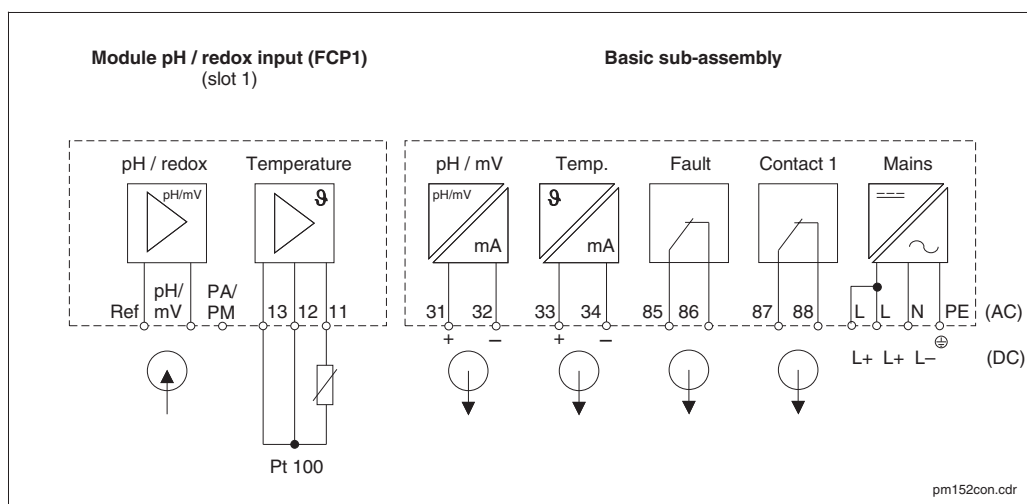 Module pH / redox input (FCP1)
(slot 1)
Basic sub-assembly
pH / redox
Temperature
pH / mV
Temp.
Fault
Contact 1
Mains
pH/mV
ϑ
pH/mV
mA
ϑ
mA
Ref
pH/
mV
PA/
PM
13 12 11
31 32
33 34
85 86
87 88
L L N PE (AC)
+ −
+ −
L+ L+ L− (DC)
Pt 100
pm152con.cdr